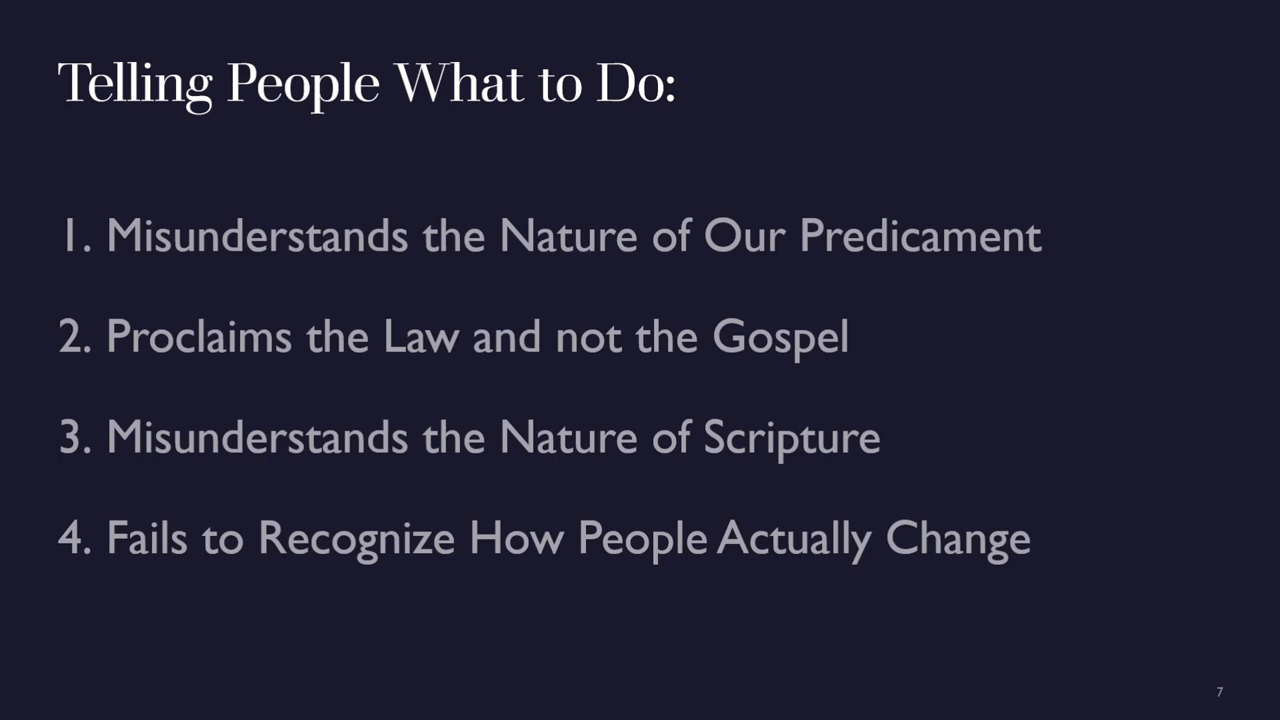 Telling People What to Do:
1. Misunderstands the Nature of Our Predicament
2. Proclaims the Law and not the Gospel
3. Misunderstands the Nature of Scripture
4. Fails to Recognize How People Actually Change
7